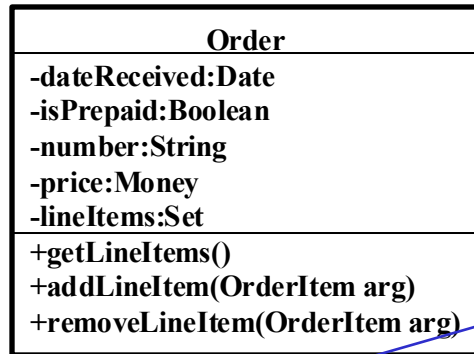 Order
-dateReceived:Date
-isPrepaid:Boolean
-number:String
-price:Money
-lineItems:Set
+getLineItems()
+addLineItem(OrderItem arg)
+removeLineItem(OrderItem arg)